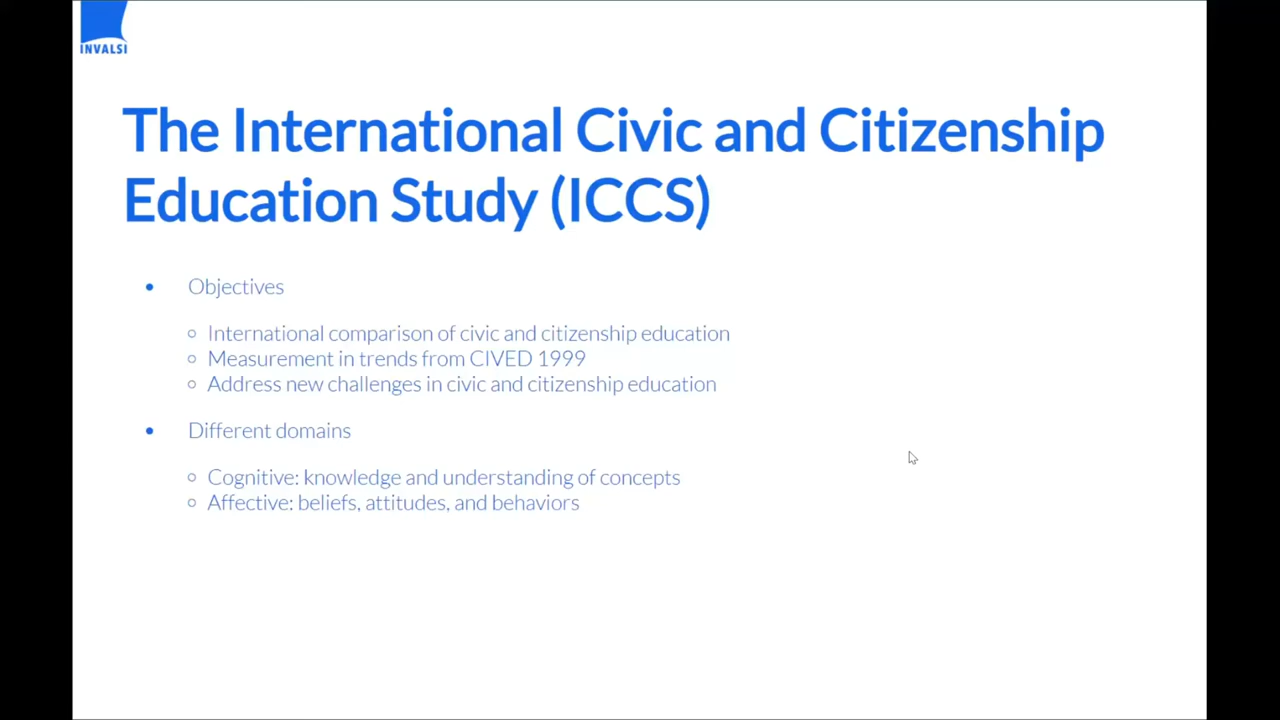 INVALSI
The International Civic and Citizenship
Education Study (ICCS)
• Objectives
○ International comparison of civic and citizenship education
○ Measurement in trends from CIVED 1999
○ Address new challenges in civic and citizenship education
• Different domains
○ Cognitive: knowledge and understanding of concepts
○ Affective: beliefs, attitudes, and behaviors